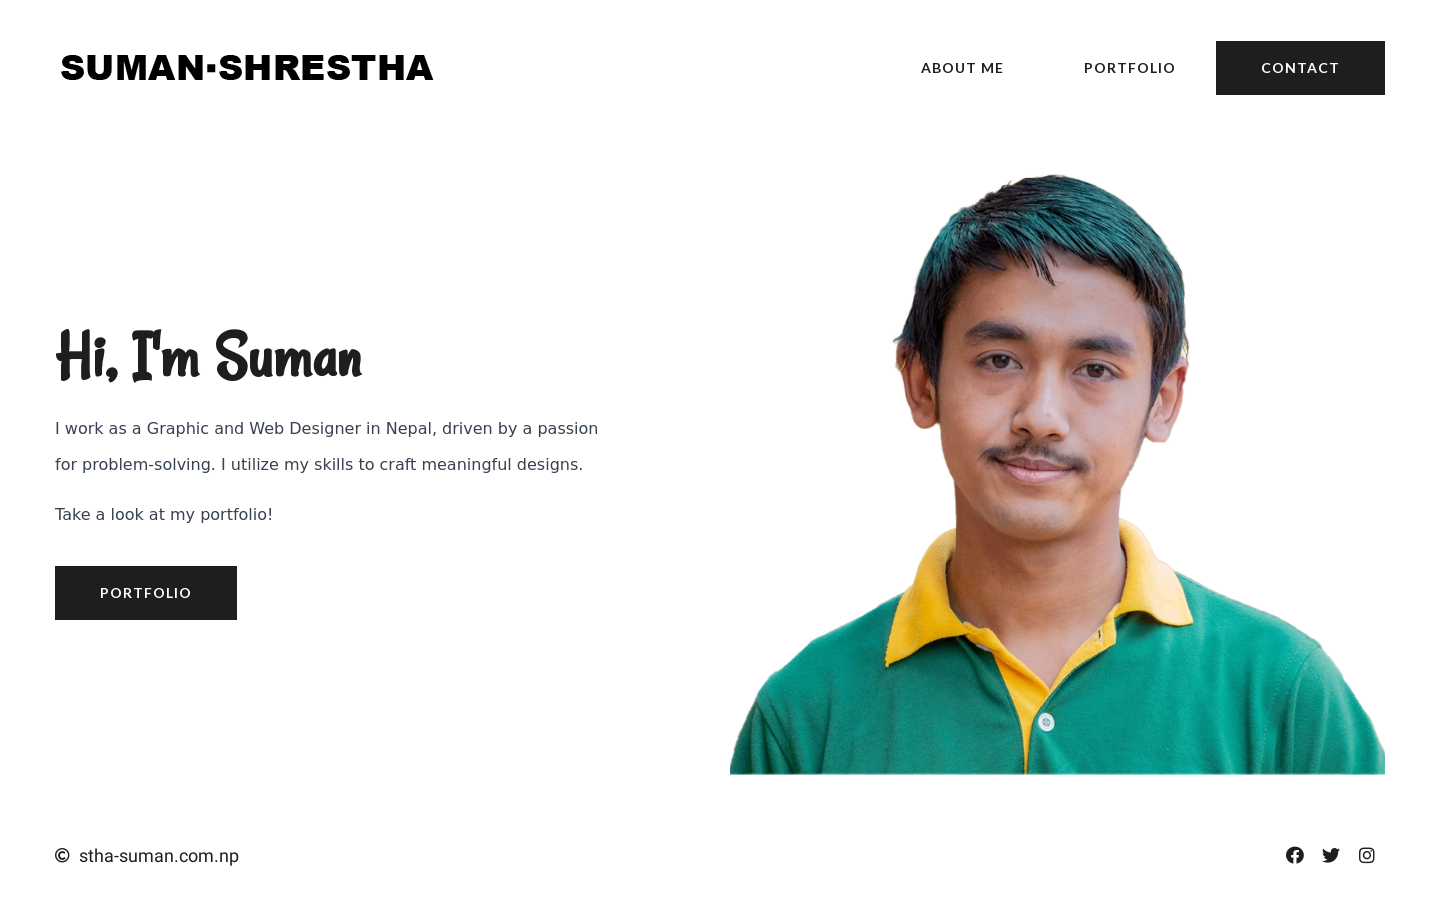 SUMAN·SHRESTHA
ABOUT ME
PORTFOLIO
CONTACT
Hi, I'm Suman
I work as a Graphic and Web Designer in Nepal, driven by a passion
for problem-solving. I utilize my skills to craft meaningful designs.
Take a look at my portfolio!
PORTFOLIO
© stha-suman.com.np